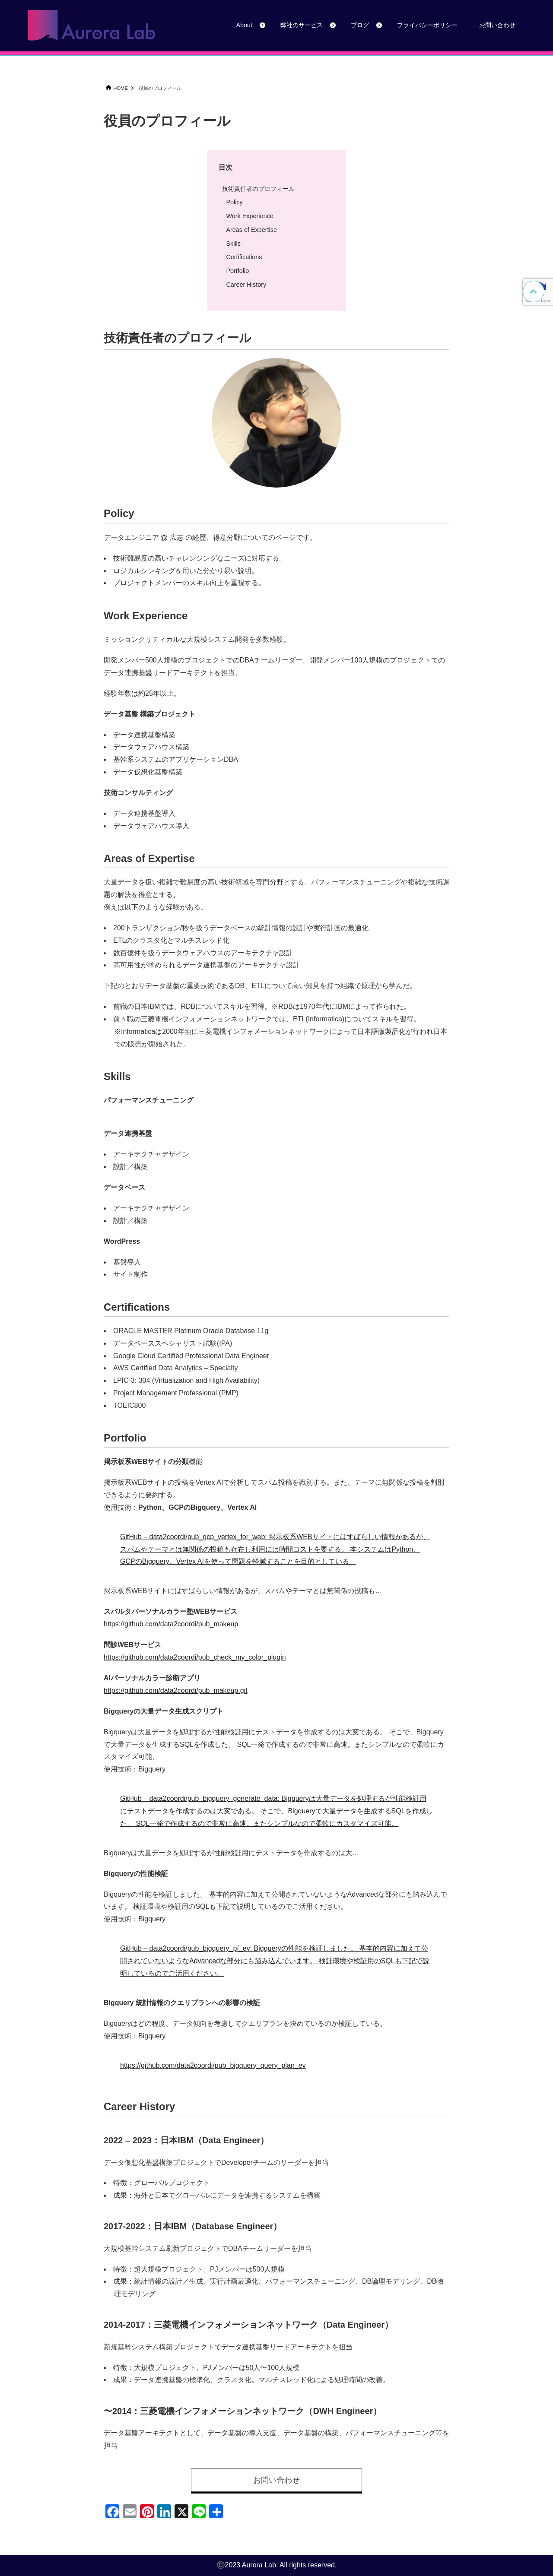 Aurora Lab
About 弊社のサービス ブログ プライバシーポリシー お問い合わせ
HOME 役員のプロフィール
役員のプロフィール
目次
技術責任者のプロフィール
Policy
Work Experience
Areas of Expertise
Skills
Certifications
Portfolio
Career History
技術責任者のプロフィール
Policy
データエンジニア 森 広志 の経歴、得意分野についてのページです。
技術難易度の高いチャレンジングなニーズに対応する。
ロジカルシンキングを用いた分かり易い説明。
プロジェクトメンバーのスキル向上を重視する。
Work Experience
ミッションクリティカルな大規模システム開発を多数経験。
開発メンバー500人規模のプロジェクトでのDBAチームリーダー、開発メンバー100人規模のプロジェクトでの
データ連携基盤リードアーキテクトを担当。
経験年数は約25年以上。
データ基盤 構築プロジェクト
データ連携基盤構築
データウェアハウス構築
基幹系システムのアプリケーションDBA
データ仮想化基盤構築
技術コンサルティング
データ連携基盤導入
データウェアハウス導入
Areas of Expertise
大量データを扱い複雑で難易度の高い技術領域を専門分野とする。パフォーマンスチューニングや複雑な技術課
題の解決を得意とする。
例えば以下のような経験がある。
200トランザクション/秒を扱うデータベースの統計情報の設計や実行計画の最適化
ETLのクラスタ化とマルチスレッド化
数百億件を扱うデータウェアハウスのアーキテクチャ設計
高可用性が求められるデータ連携基盤のアーキテクチャ設計
下記のとおりデータ基盤の重要技術であるDB、ETLについて高い知見を持つ組織で原理から学んだ。
前職の日本IBMでは、RDBについてスキルを習得。※RDBは1970年代にIBMによって作られた。
前々職の三菱電機インフォメーションネットワークでは、ETL(Informatica)についてスキルを習得。
※Informaticaは2000年頃に三菱電機インフォメーションネットワークによって日本語版製品化が行われ日本
での販売が開始された。
Skills
パフォーマンスチューニング
データ連携基盤
アーキテクチャデザイン
設計／構築
データベース
アーキテクチャデザイン
設計／構築
WordPress
基盤導入
サイト制作
Certifications
ORACLE MASTER Platinum Oracle Database 11g
データベーススペシャリスト試験(IPA)
Google Cloud Certified Professional Data Engineer
AWS Certified Data Analytics – Specialty
LPIC-3: 304 (Virtualization and High Availability)
Project Management Professional (PMP)
TOEIC800
Portfolio
掲示板系WEBサイトの分類機能
掲示板系WEBサイトの投稿をVertex AIで分析してスパム投稿を識別する。また、テーマに無関係な投稿を判別
できるように要約する。
使用技術：Python、GCPのBigquery、Vertex AI
GitHub – data2coordi/pub_gcp_vertex_for_web: 掲示板系WEBサイトにはすばらしい情報があるが、
スパムやテーマとは無関係の投稿も存在し利用には時間コストを要する。 本システムはPython、
GCPのBigquery、Vertex AIを使って問題を軽減することを目的としている。
掲示板系WEBサイトにはすばらしい情報があるが、スパムやテーマとは無関係の投稿も…
スパルタパーソナルカラー塾WEBサービス
https://github.com/data2coordi/pub_makeup
問診WEBサービス
https://github.com/data2coordi/pub_check_my_color_plugin
AIパーソナルカラー診断アプリ
https://github.com/data2coordi/pub_makeup.git
Bigqueryの大量データ生成スクリプト
Bigqueryは大量データを処理するが性能検証用にテストデータを作成するのは大変である。 そこで、Bigquery
で大量データを生成するSQLを作成した。 SQL一発で作成するので非常に高速。またシンプルなので柔軟にカ
スタマイズ可能。
使用技術：Bigquery
GitHub – data2coordi/pub_bigquery_generate_data: Bigqueryは大量データを処理するが性能検証用
にテストデータを作成するのは大変である。 そこで、Bigqueryで大量データを生成するSQLを作成し
た。 SQL一発で作成するので非常に高速。またシンプルなので柔軟にカスタマイズ可能。
Bigqueryは大量データを処理するが性能検証用にテストデータを作成するのは大…
Bigqueryの性能検証
Bigqueryの性能を検証しました。 基本的内容に加えて公開されていないようなAdvancedな部分にも踏み込んで
います。 検証環境や検証用のSQLも下記で説明しているのでご活用ください。
使用技術：Bigquery
GitHub – data2coordi/pub_bigquery_pf_ev: Bigqueryの性能を検証しました。 基本的内容に加えて公
開されていないようなAdvancedな部分にも踏み込んでいます。 検証環境や検証用のSQLも下記で説
明しているのでご活用ください。
Bigquery 統計情報のクエリプランへの影響の検証
Bigqueryはどの程度、データ傾向を考慮してクエリプランを決めているのか検証している。
使用技術：Bigquery
https://github.com/data2coordi/pub_bigquery_query_plan_ev
Career History
2022 – 2023：日本IBM（Data Engineer）
データ仮想化基盤構築プロジェクトでDeveloperチームのリーダーを担当
特徴：グローバルプロジェクト
成果：海外と日本でグローバルにデータを連携するシステムを構築
2017-2022：日本IBM（Database Engineer）
大規模基幹システム刷新プロジェクトでDBAチームリーダーを担当
特徴：超大規模プロジェクト。PJメンバーは500人規模
成果：統計情報の設計／生成、実行計画最適化、パフォーマンスチューニング、DB論理モデリング、DB物
理モデリング
2014-2017：三菱電機インフォメーションネットワーク（Data Engineer）
新規基幹システム構築プロジェクトでデータ連携基盤リードアーキテクトを担当
特徴：大規模プロジェクト。PJメンバーは50人〜100人規模
成果：データ連携基盤の標準化、クラスタ化。マルチスレッド化による処理時間の改善。
〜2014：三菱電機インフォメーションネットワーク（DWH Engineer）
データ基盤アーキテクトとして、データ基盤の導入支援、データ基盤の構築、パフォーマンスチューニング等を
担当
お問い合わせ
Ⓒ2023 Aurora Lab. All rights reserved.